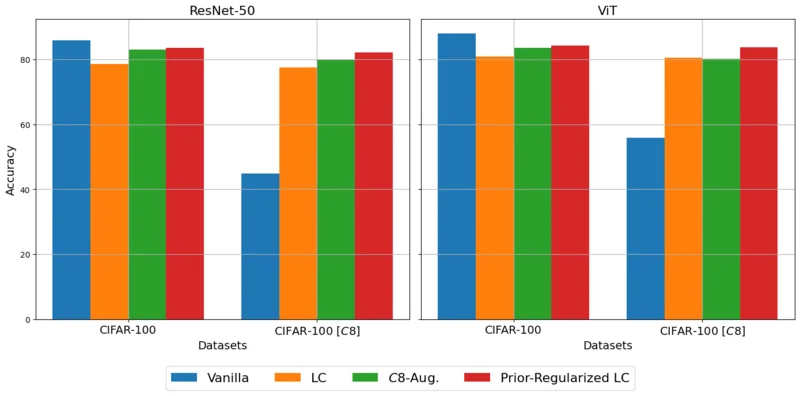 ResNet-50
ViT
Accuracy
80
60
40
20
0
CIFAR-100
CIFAR-100 [C8]
CIFAR-100
CIFAR-100 [C8]
Datasets
Datasets
Vanilla
LC
C8-Aug.
Prior-Regularized LC